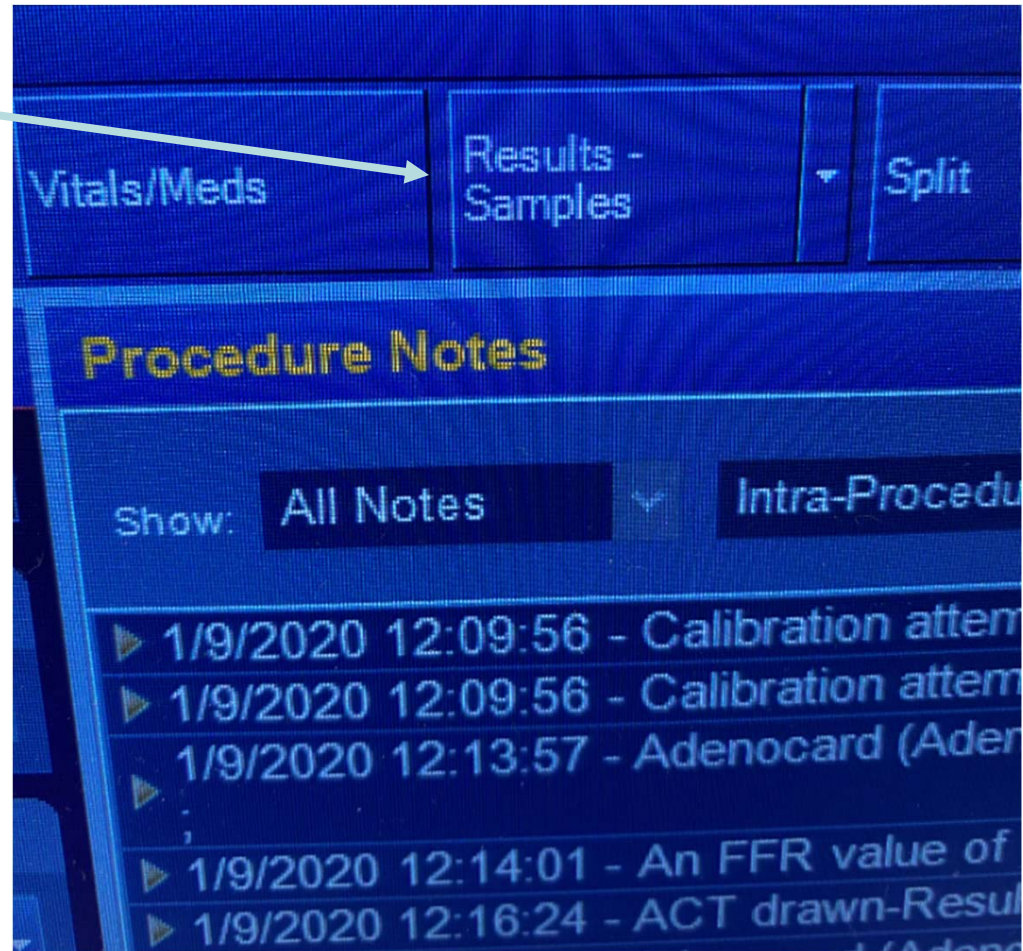 Vitals/Meds
Results -
Samples
Split
Procedure Notes
Show: All Notes Intra-Procedu
1/9/2020 12:09:56 - Calibration attem
1/9/2020 12:09:56 - Calibration attem
1/9/2020 12:13:57 - Adenocard (Aden
;
1/9/2020 12:14:01 - An FFR value of
1/9/2020 12:16:24 - ACT drawn-Resul